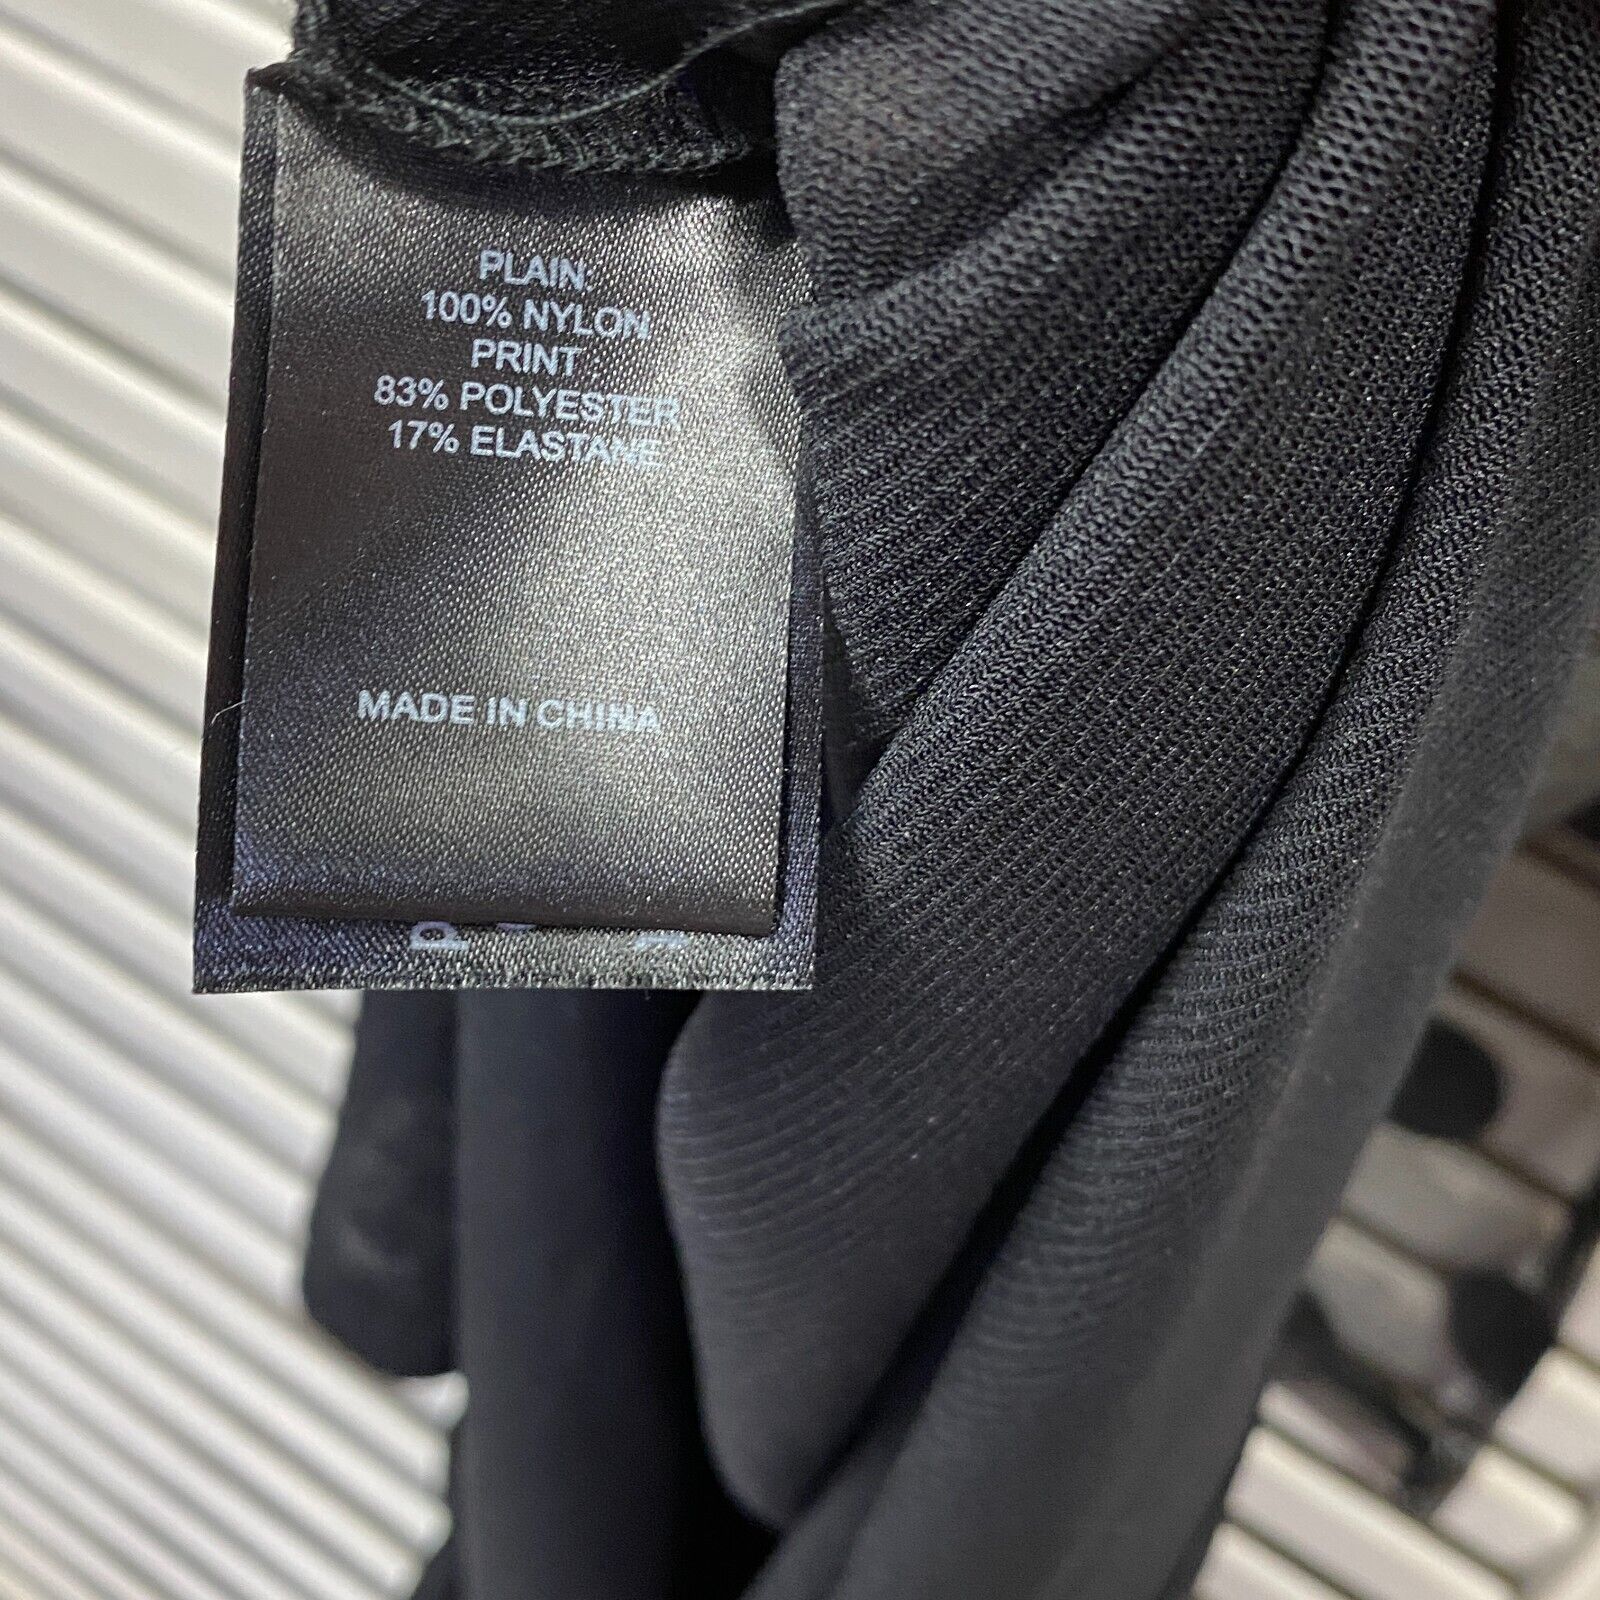 PLAIN:
100% NYLON
PRINT
83% POLYESTER
17% ELASTANE
MADE IN CHINA